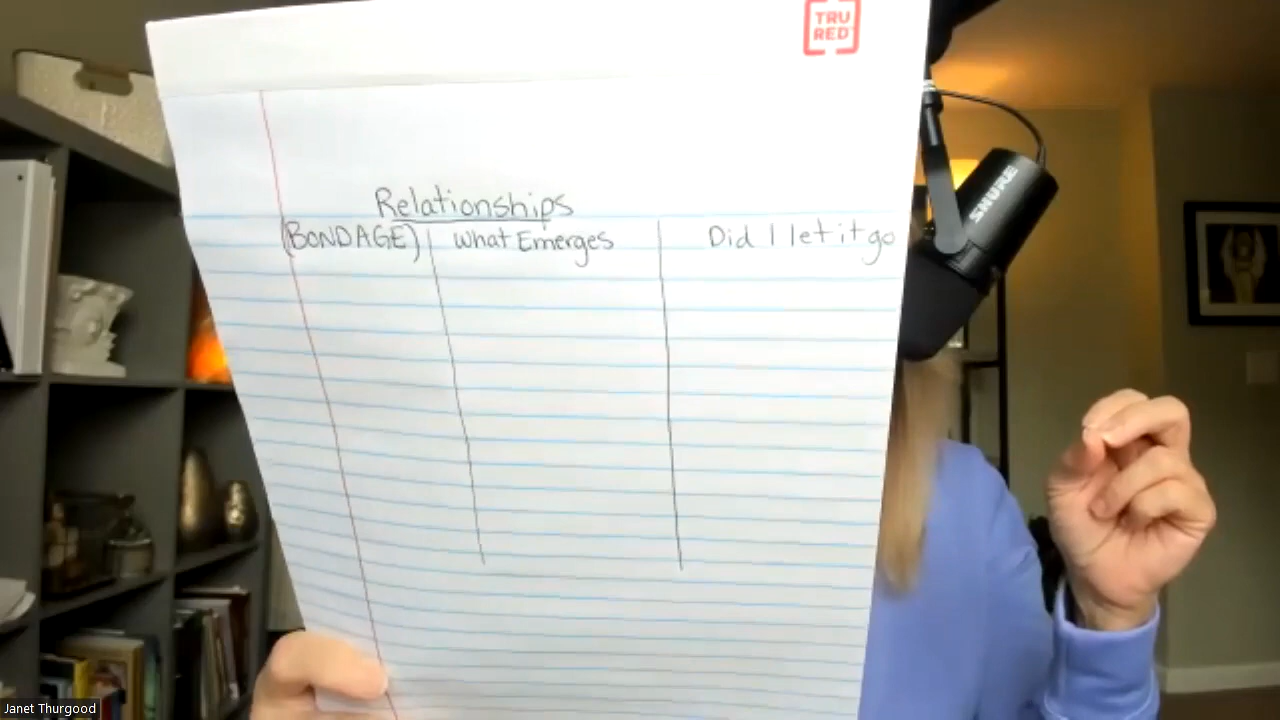 TRU
RED
Relationships
(BONDAGE) What Emerges Did I let it go
SHURE
Janet Thurgood